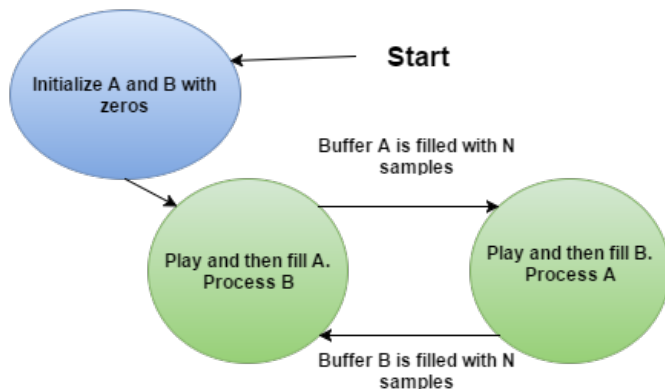 Start
Initialize A and B with
zeros
Buffer A is filled with N
samples
Play and then fill A.
Process B
Play and then fill B.
Process A
Buffer B is filled with N
samples